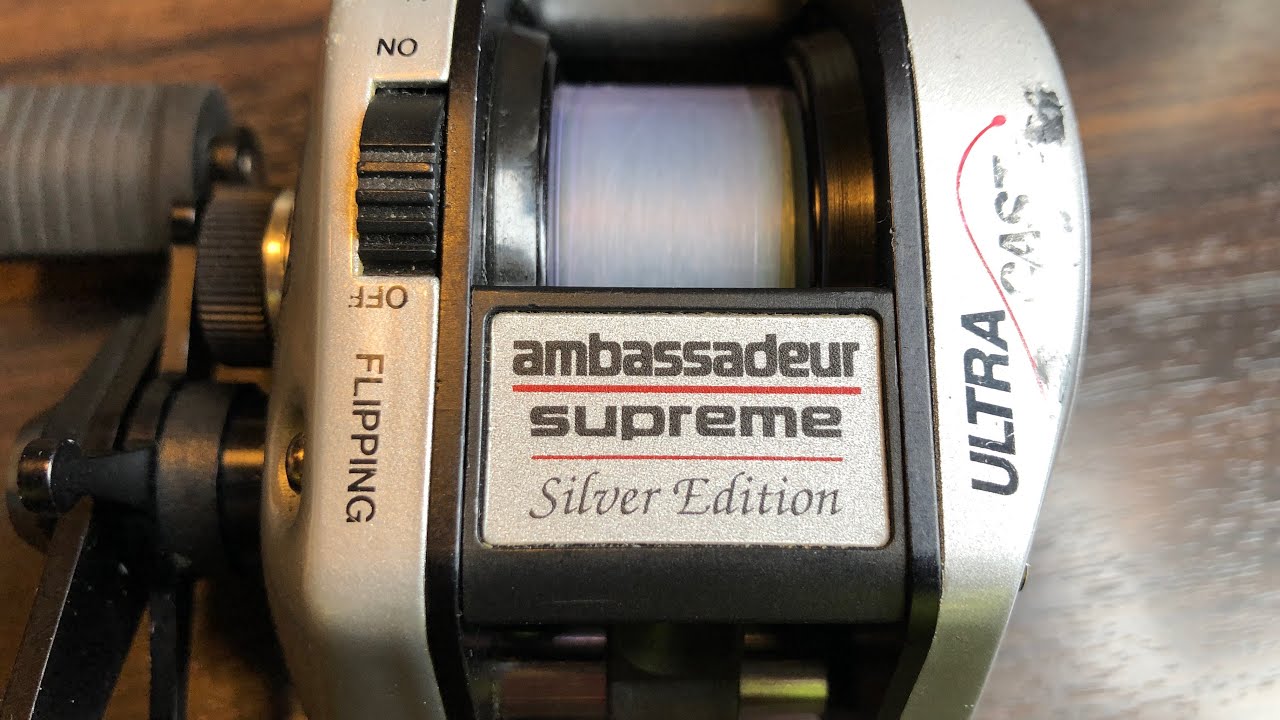 ON
OFF
FLIPPING
ambassadeur
supreme
Silver Edition
ULTRA CAST